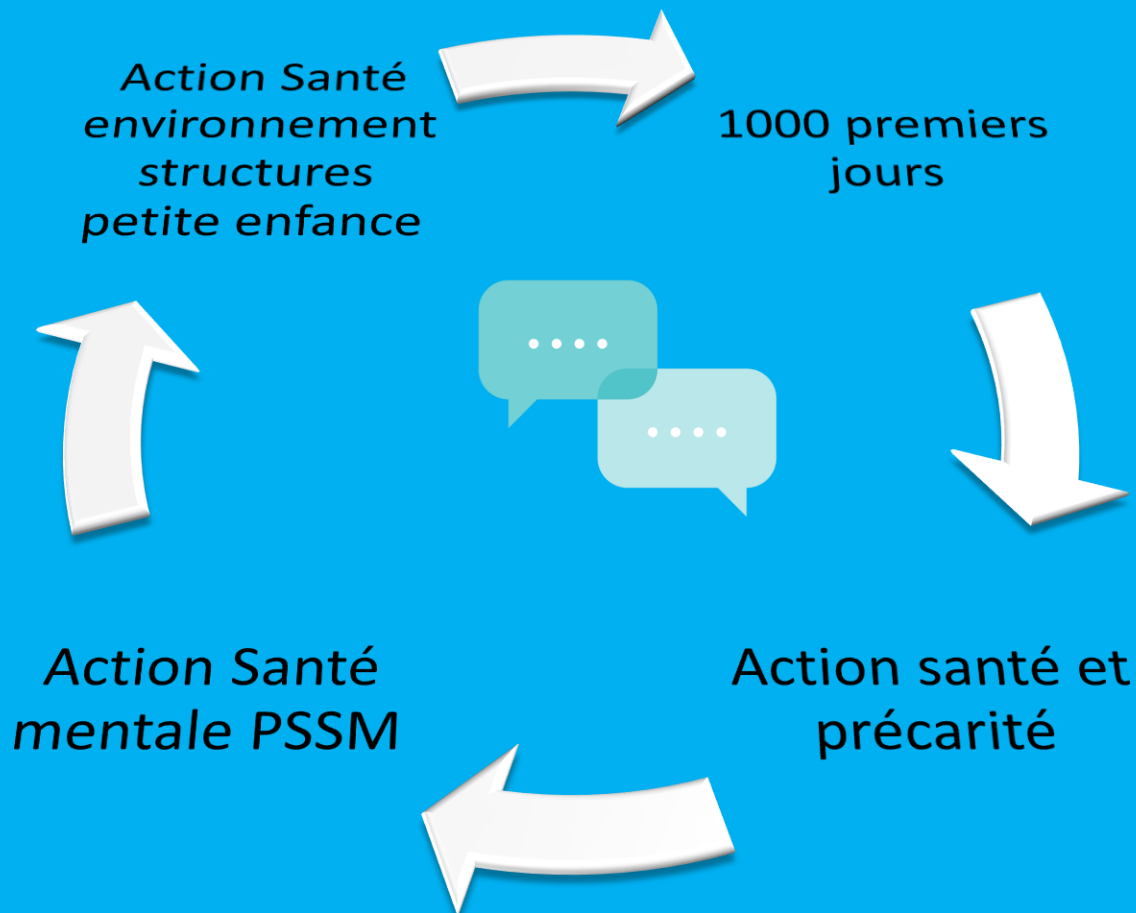 Action Santé
environnement
structures
petite enfance
1000 premiers
jours
Action santé et
précarité
Action Santé
mentale PSSM